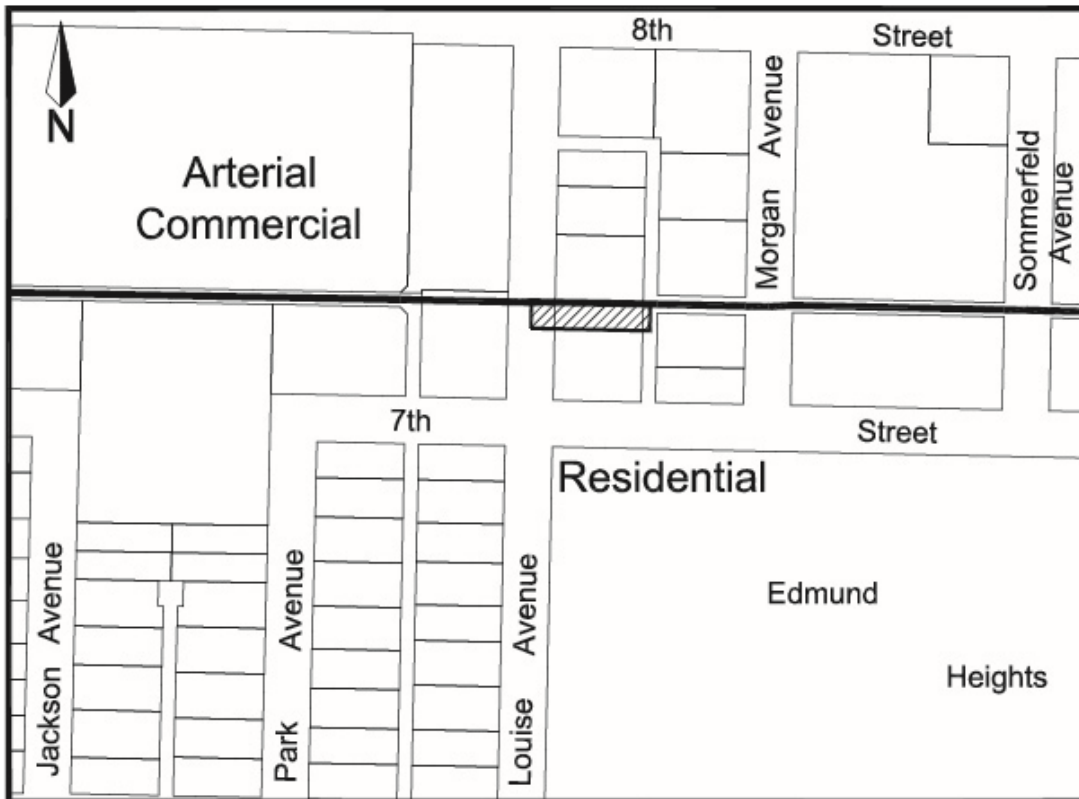 8th
Street
N
Arterial
Commercial
Morgan Avenue
Sommerfeld
Avenue
7th
Street
Residential
Edmund
Heights
Jackson Avenue
Park Avenue
Louise Avenue